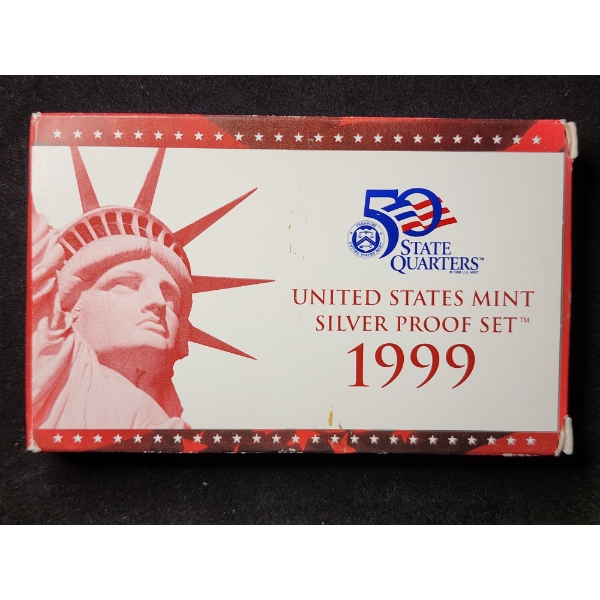 50
STATE
QUARTERS™
UNITED STATES MINT
SILVER PROOF SET™
1999